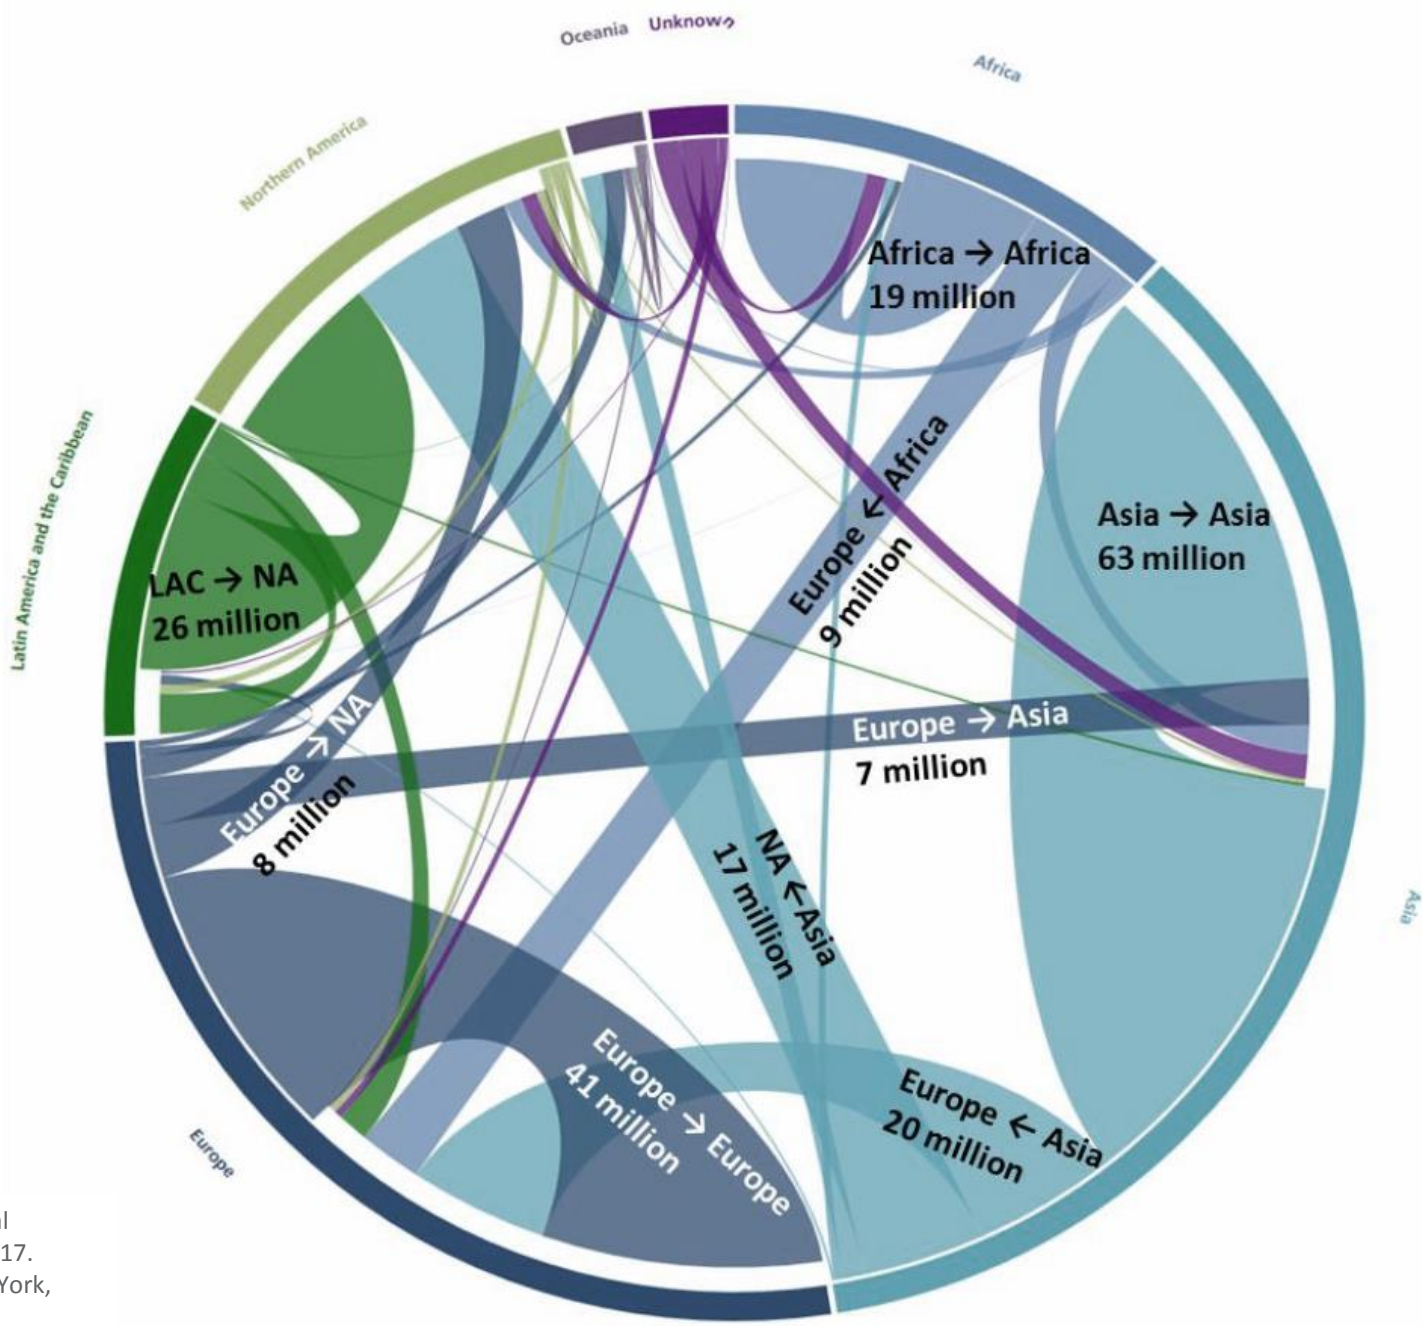 Oceania
Unknown
Africa
Northern America
Africa → Africa
19 million
Latin America and the Caribbean
Europe ← Africa
9 million
Asia → Asia
63 million
LAC → NA
26 million
Europe → NA
8 million
Europe → Asia
7 million
NA ← Asia
17 million
Asia
Europe → Europe
41 million
Europe ← Asia
20 million
Europe
17.
York,